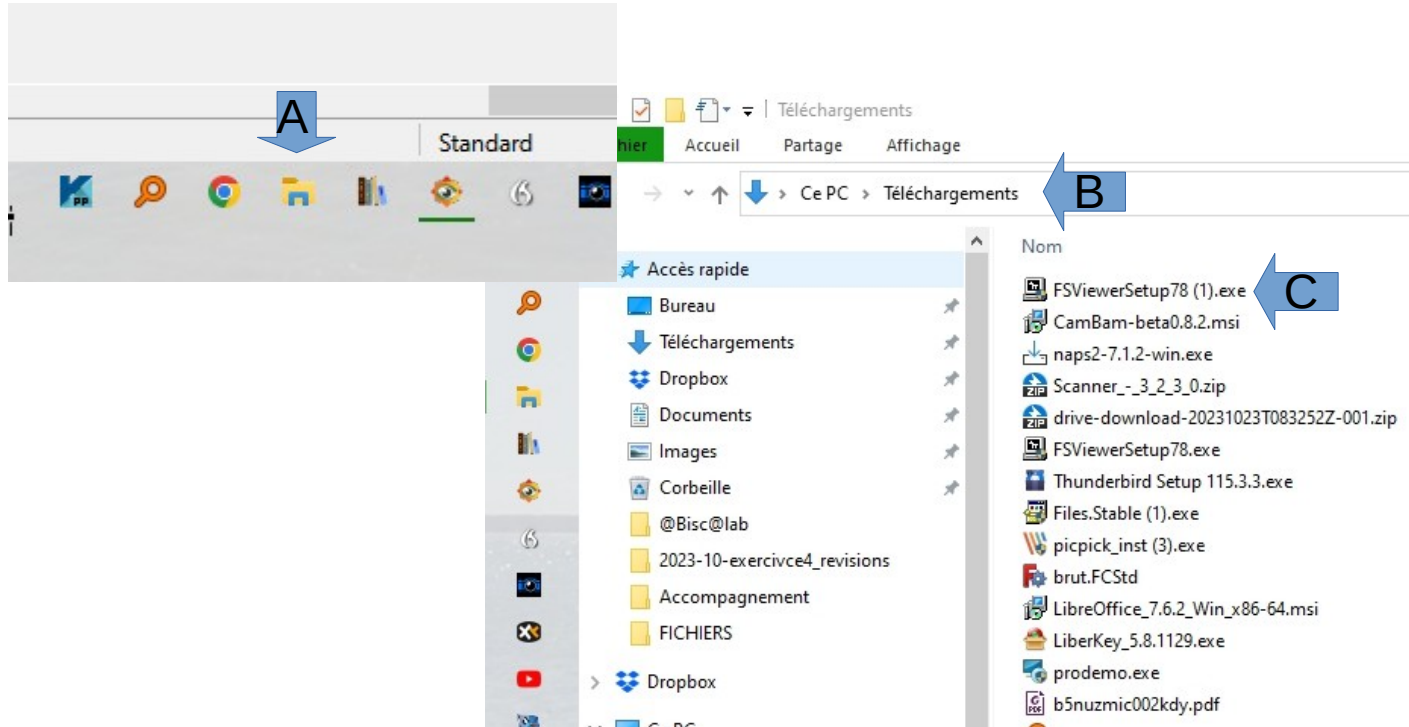 A
Standard
PP
Téléchargements
hier Accueil Partage Affichage
Ce PC > Téléchargements
B
Nom
Accès rapide
Bureau
Téléchargements
Dropbox
Documents
Images
Corbeille
@Bisc@lab
2023-10-exercivce4_revisions
Accompagnement
FICHIERS
Dropbox
Ce PC
FSViewerSetup78 (1).exe
C
CamBam-beta0.8.2.msi
naps2-7.1.2-win.exe
Scanner_-_3_2_3_0.zip
drive-download-20231023T083252Z-001.zip
FSViewerSetup78.exe
Thunderbird Setup 115.3.3.exe
Files.Stable (1).exe
picpick_inst (3).exe
brut.FCStd
LibreOffice_7.6.2_Win_x86-64.msi
LiberKey_5.8.1129.exe
prodemo.exe
b5nuzmic002kdy.pdf